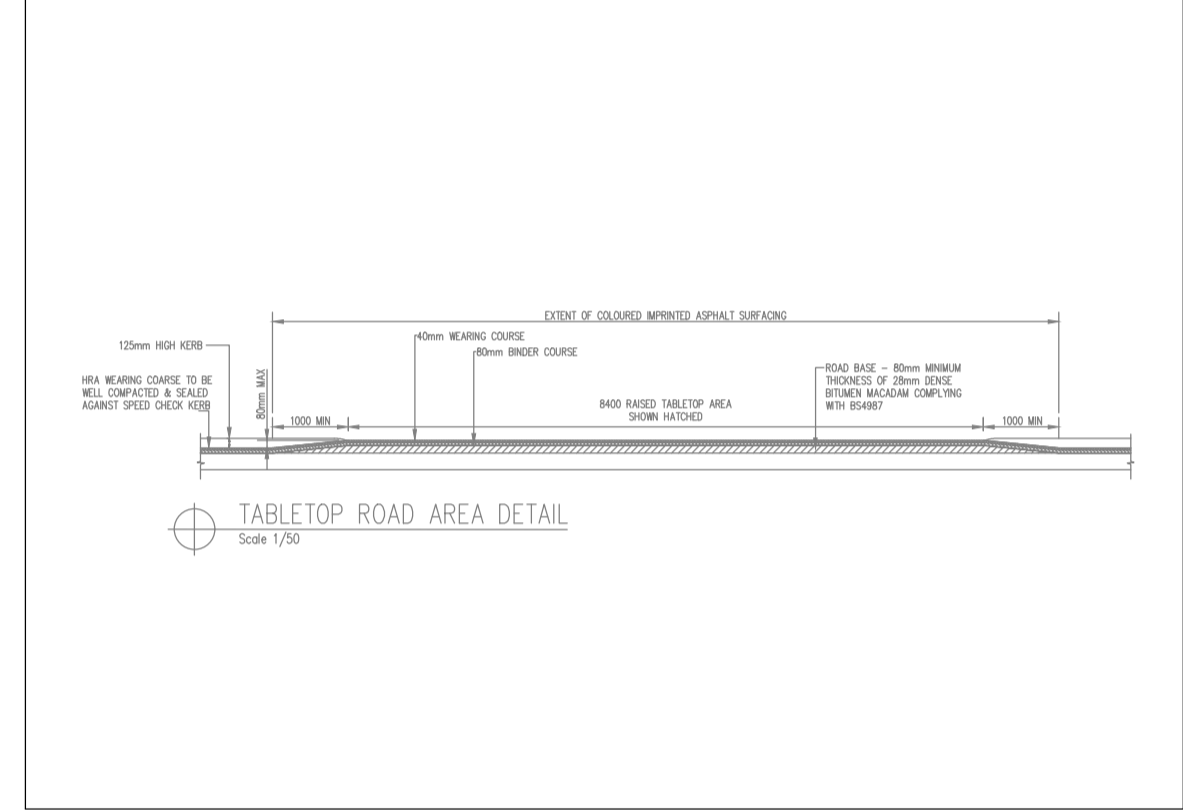 EXTENT OF COLOURED IMPRINTED ASPHALT SURFACING
40mm WEARING COURSE
80mm BINDER COURSE
125mm HIGH KERB
HRA WEARING COARSE TO BE
WELL COMPACTED & SEALED
AGAINST SPEED CHECK KERB
80mm MAX
1000 MIN
8400 RAISED TABLETOP AREA
SHOWN HATCHED
ROAD BASE - 80mm MINIMUM
THICKNESS OF 28mm DENSE
BITUMEN MACADAM COMPLYING
WITH BS4987
1000 MIN
TABLETOP ROAD AREA DETAIL
Scale 1/50